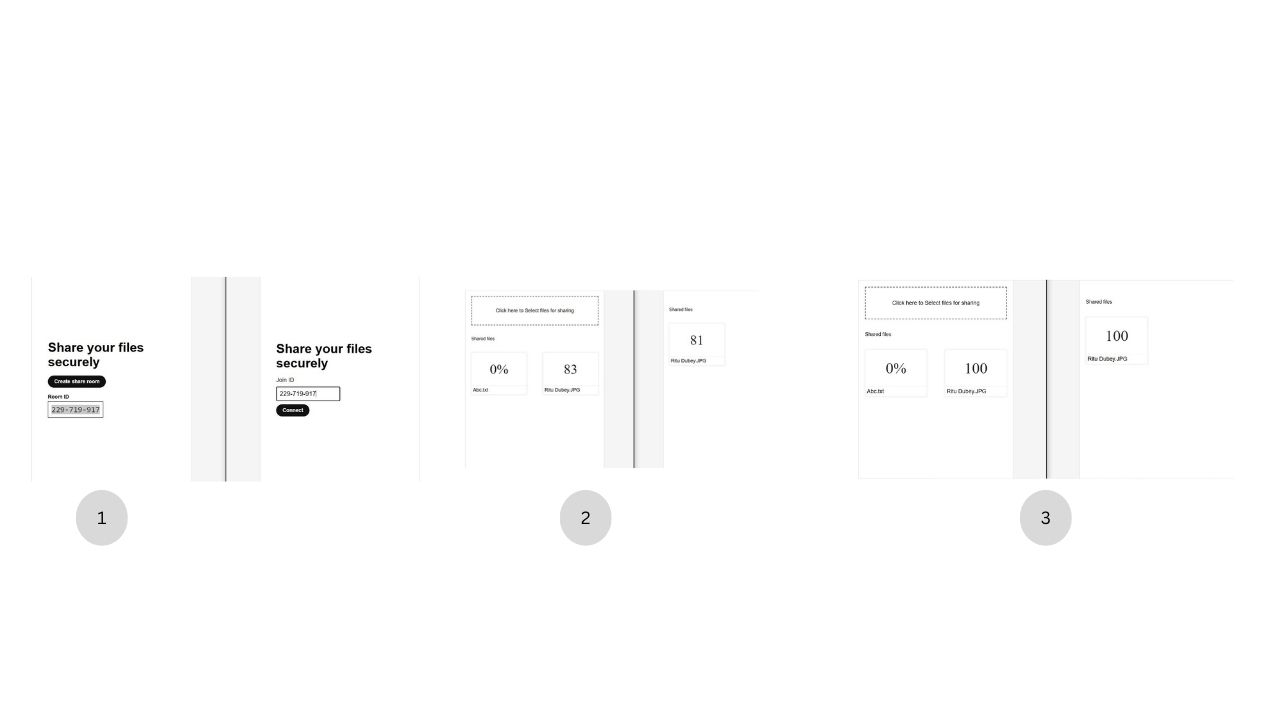 Share your files
securely
Create share room
Room ID
229-719-917
Share your files
securely
Join ID
229-719-917
Connect
1
Click here to Select files for sharing
Shared files
0%
Abc.txt
83
Ritu Dubey.JPG
Shared files
81
Ritu Dubey.JPG
2
Click here to Select files for sharing
Shared files
0%
Abc.txt
100
Ritu Dubey.JPG
Shared files
100
Ritu Dubey.JPG
3